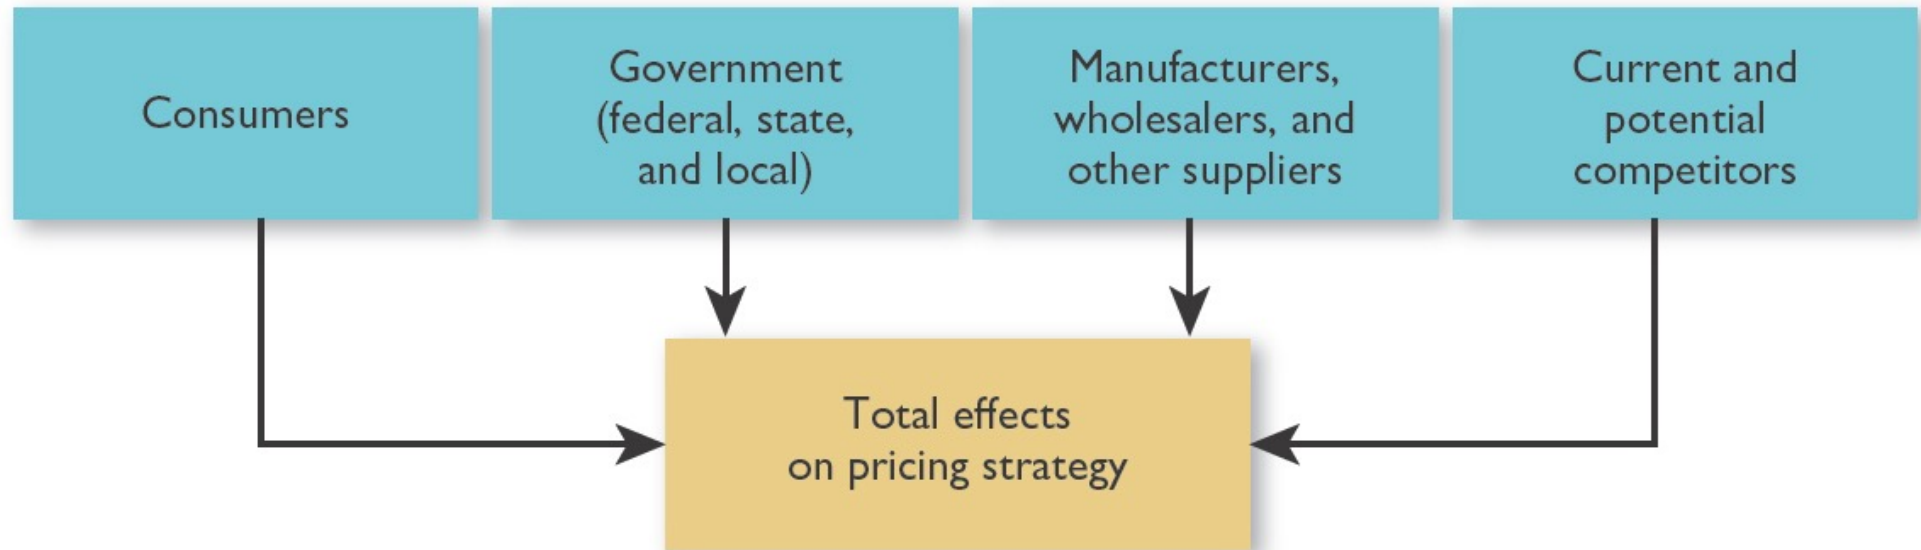 Consumers
Government
(federal, state,
and local)
Manufacturers,
wholesalers, and
other suppliers
Current and
potential
competitors
Total effects
on pricing strategy